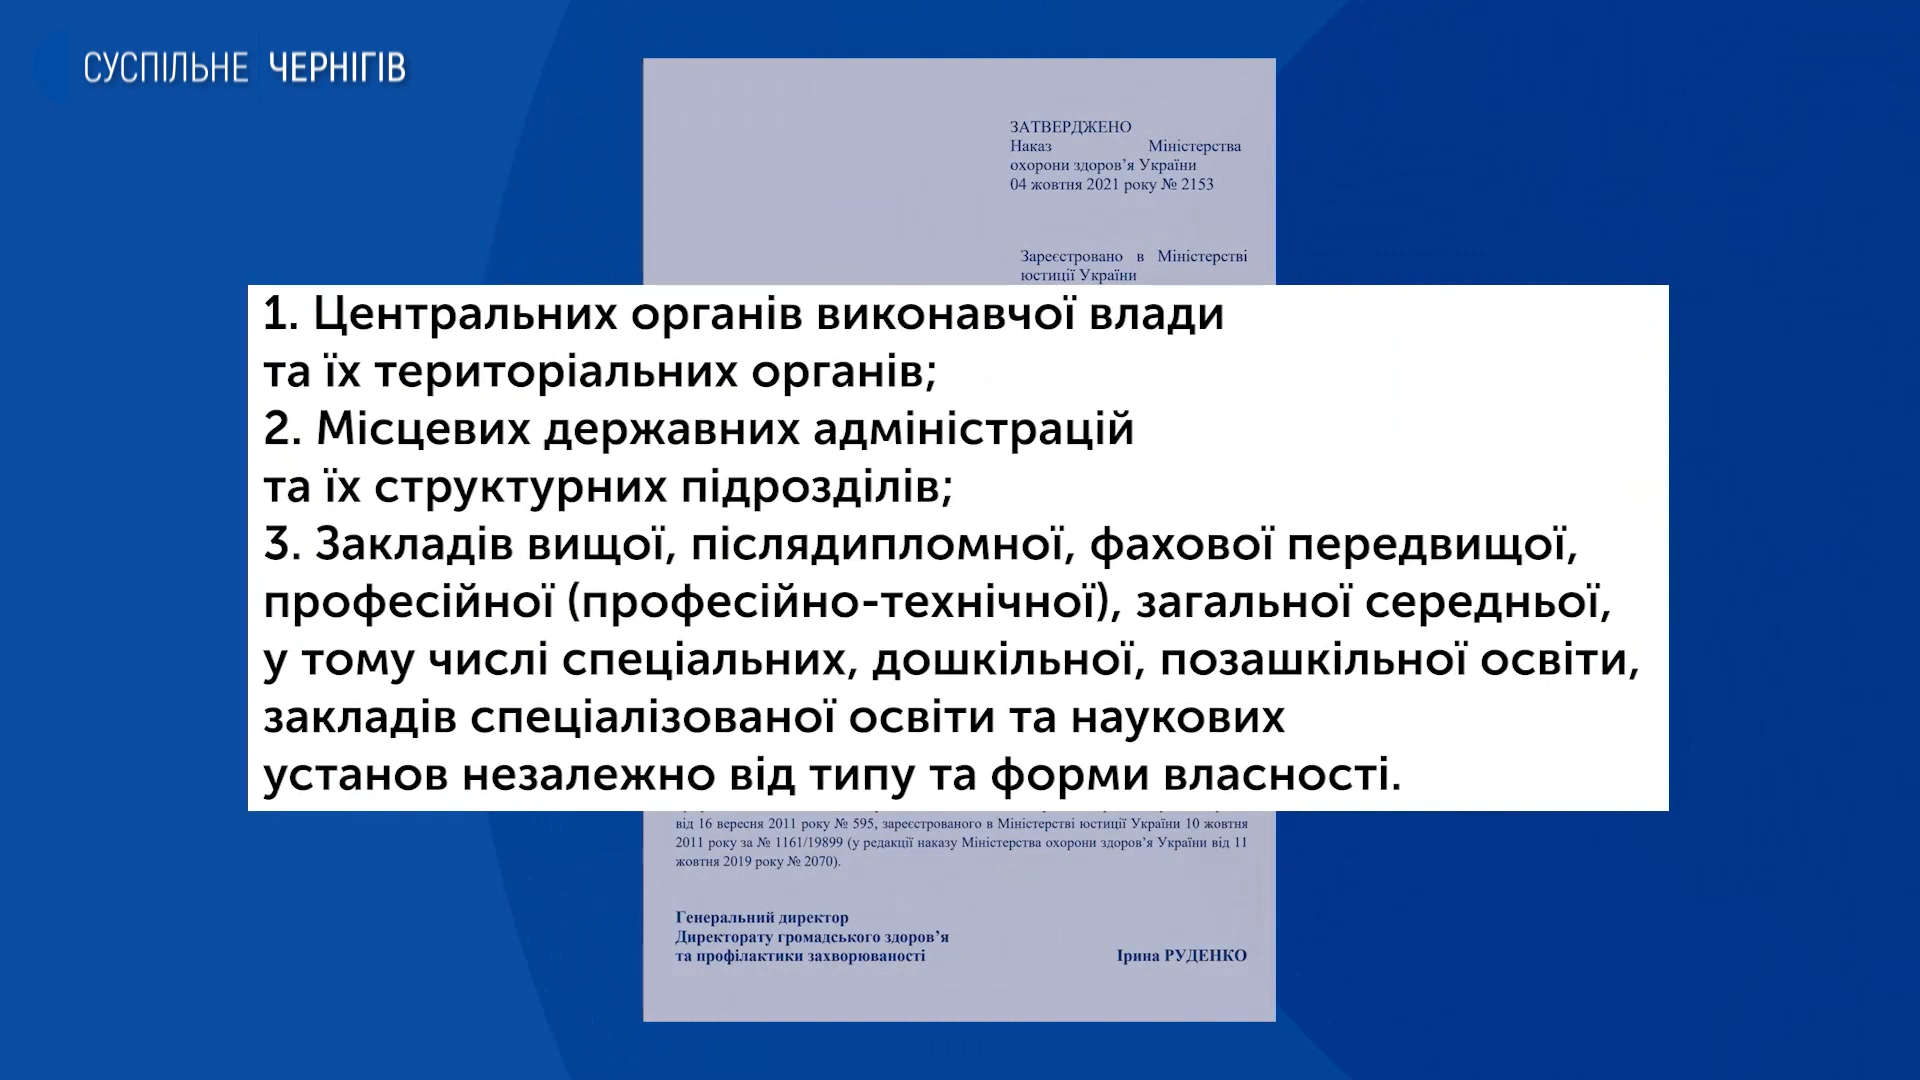 СУСПІЛЬНЕ ЧЕРНІГІВ
ЗАТВЕРДЖЕНО
Наказ Міністерства
охорони здоров’я України
04 жовтня 2021 року № 2153
Зареєстровано в Міністерстві
юстиції України
1. Центральних органів виконавчої влади
та їх територіальних органів;
2. Місцевих державних адміністрацій
та їх структурних підрозділів;
3. Закладів вищої, післядипломної, фахової передвищої,
професійної (професійно-технічної), загальної середньої,
у тому числі спеціальних, дошкільної, позашкільної освіти,
закладів спеціалізованої освіти та наукових
установ незалежно від типу та форми власності.
від 16 вересня 2011 року № 595, зареєстрованого в Міністерстві юстиції України 10 жовтня
2011 року за № 1161/19899 (у редакції наказу Міністерства охорони здоров’я України від 11
жовтня 2019 року № 2070).
Генеральний директор
Директорату громадського здоров’я
та профілактики захворюваності Ірина РУДЕНКО